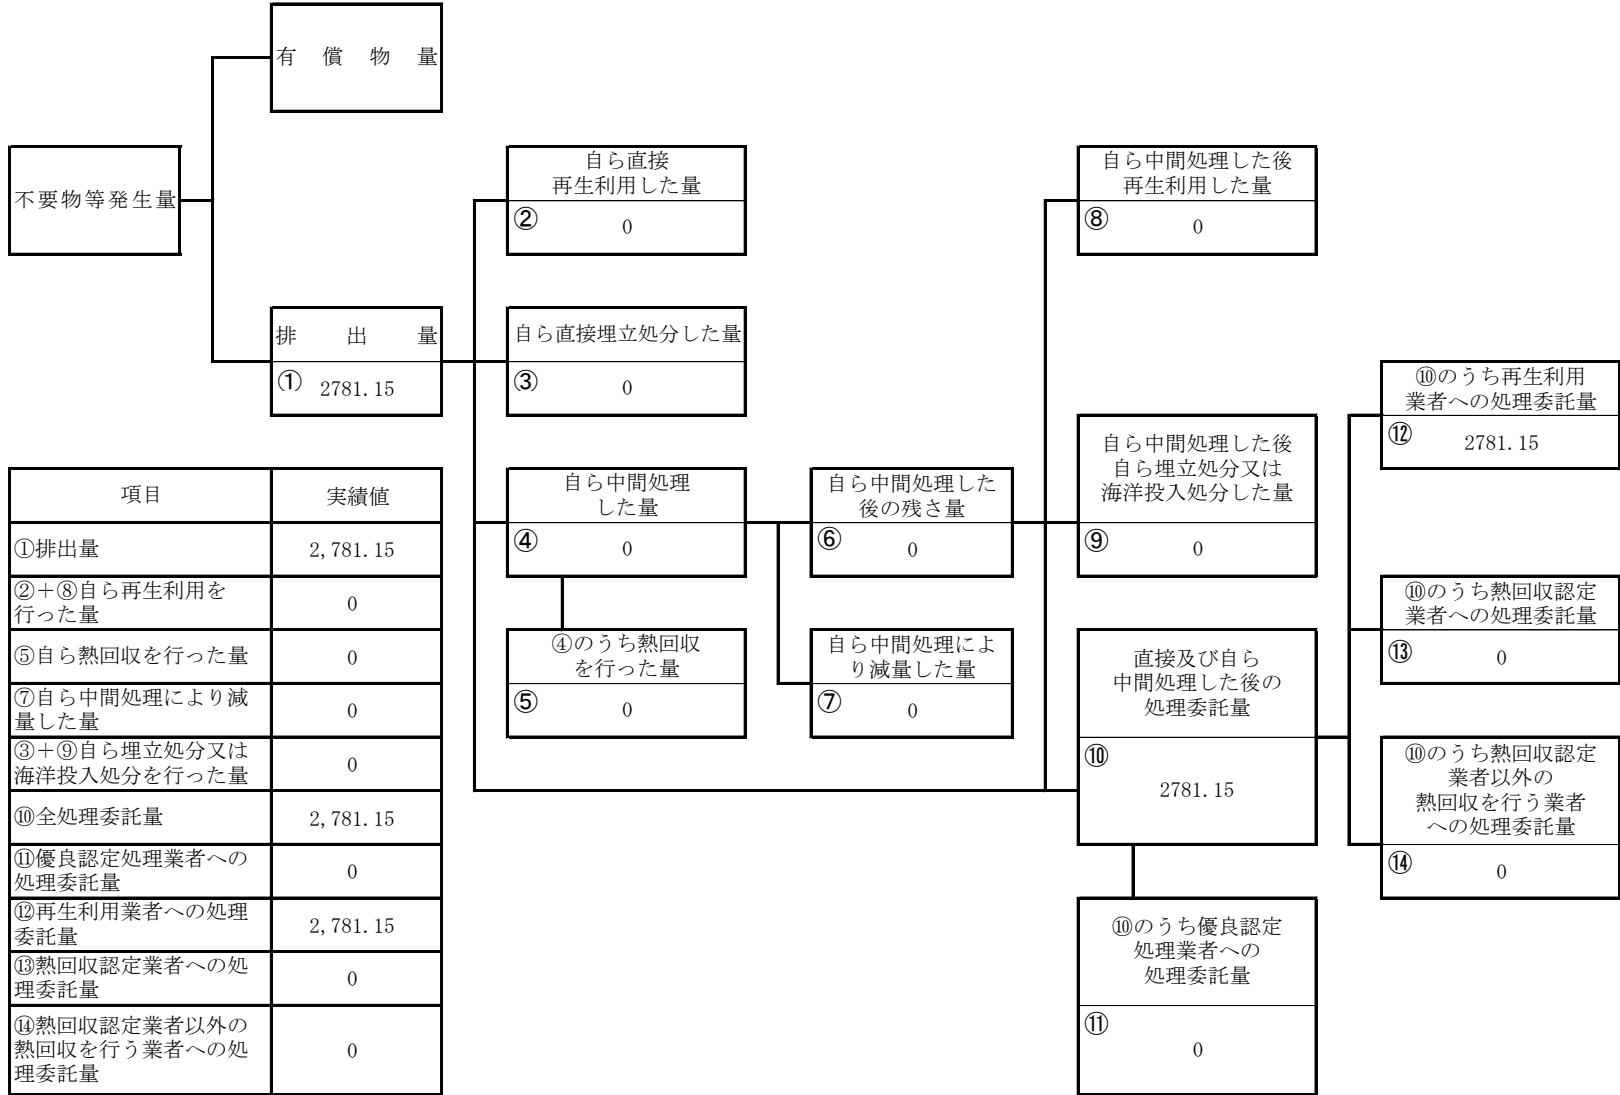 有償物量
不要物等発生量
排出量
① 2781.15
自ら直接
再生利用した量
② 0
自ら直接埋立処分した量
③ 0
自ら中間処理
した量
④ 0
④のうち熱回収
を行った量
⑤ 0
自ら中間処理した
後の残さ量
⑥ 0
自ら中間処理によ
り減量した量
⑦ 0
自ら中間処理した後
再生利用した量
⑧ 0
自ら中間処理した後
自ら埋立処分又は
海洋投入処分した量
⑨ 0
直接及び自ら
中間処理した後の
処理委託量
⑩
2781.15
⑩のうち優良認定
処理業者への
処理委託量
⑪
0
⑩のうち再生利用
業者への処理委託量
⑫ 2781.15
⑩のうち熱回収認定
業者への処理委託量
⑬ 0
⑩のうち熱回収認定
業者以外の
熱回収を行う業者
への処理委託量
⑭ 0
項目 実績値
①排出量 2,781.15
②+⑧自ら再生利用を
行った量 0
⑤自ら熱回収を行った量 0
⑦自ら中間処理により減
量した量 0
③+⑨自ら埋立処分又は
海洋投入処分を行った量 0
⑩全処理委託量 2,781.15
⑪優良認定処理業者への
処理委託量 0
⑫再生利用業者への処理
委託量 2,781.15
⑬熱回収認定業者への処
理委託量 0
⑭熱回収認定業者以外の
熱回収を行う業者への処
理委託量 0